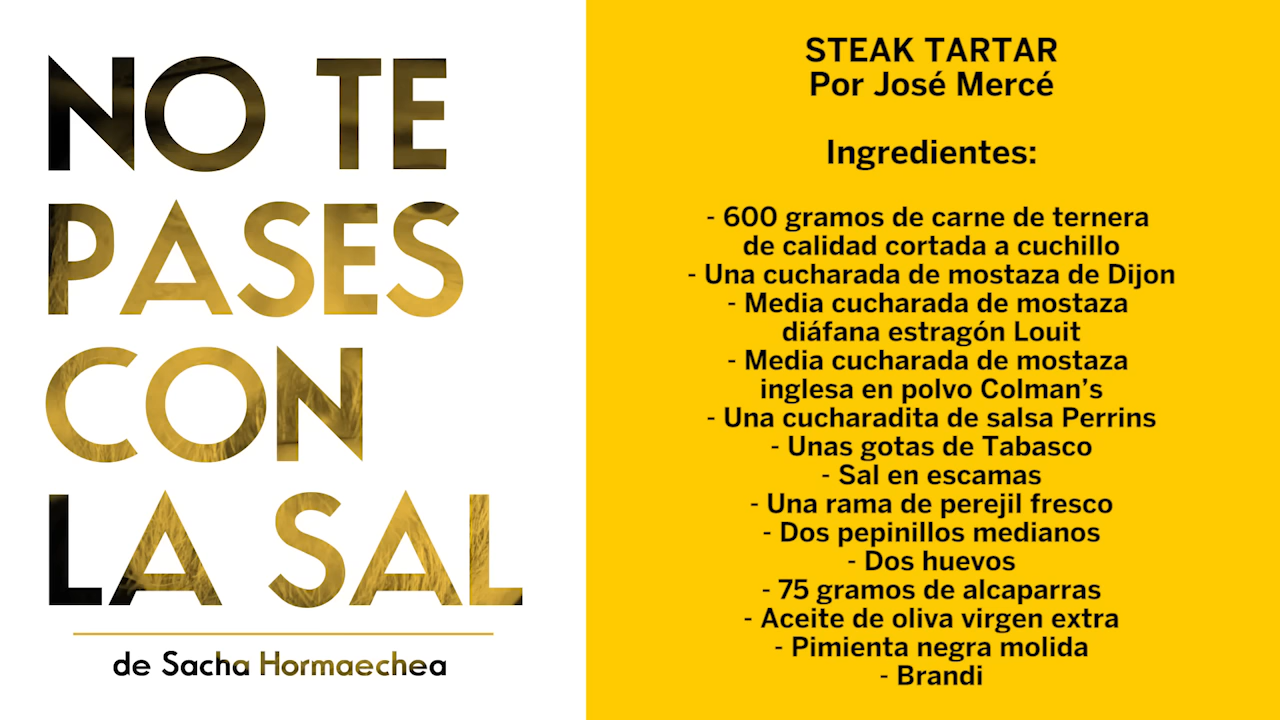 NO TE
PASES
CON
LA SAL
de Sacha Hormaechea
STEAK TARTAR
Por José Mercé
Ingredientes:
- 600 gramos de carne de ternera
de calidad cortada a cuchillo
- Una cucharada de mostaza de Dijon
- Media cucharada de mostaza
diáfana estragón Louit
- Media cucharada de mostaza
inglesa en polvo Colman’s
- Una cucharadita de salsa Perrins
- Unas gotas de Tabasco
- Sal en escamas
- Una rama de perejil fresco
- Dos pepinillos medianos
- Dos huevos
- 75 gramos de alcaparras
- Aceite de oliva virgen extra
- Pimienta negra molida
- Brandi